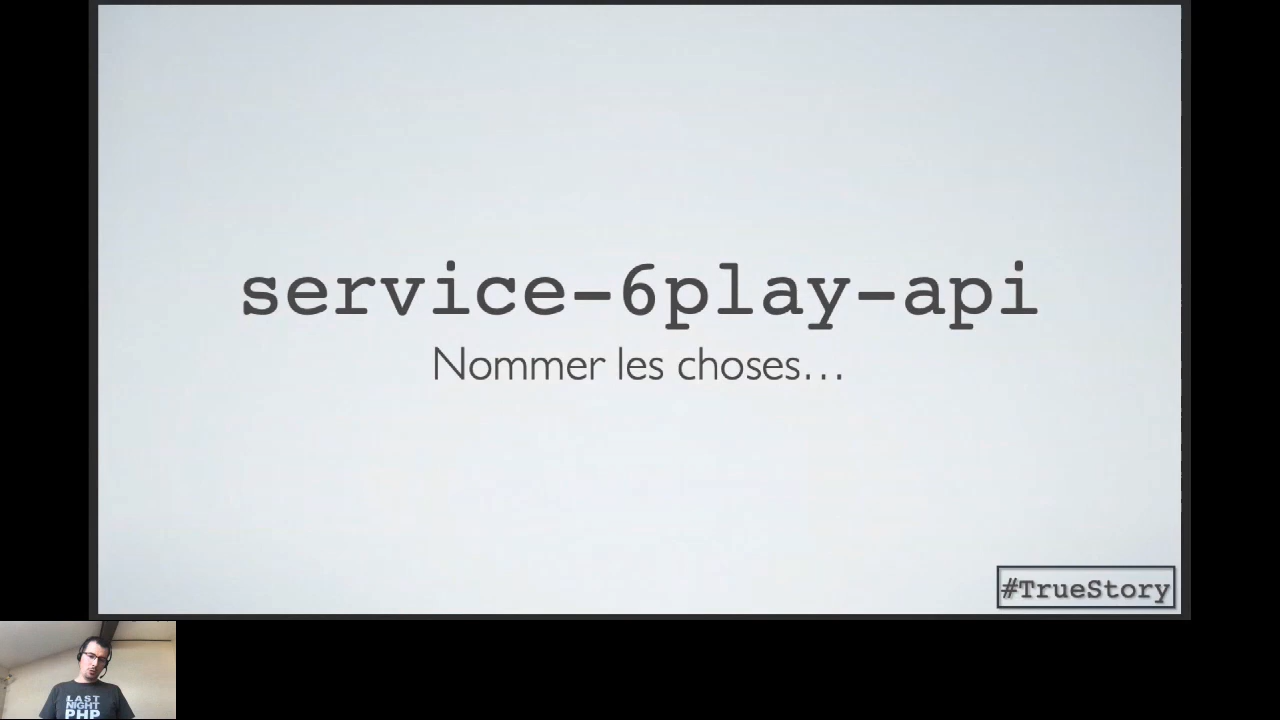 service-6play-api
Nommer les choses…
#TrueStory
LAST
NIGHT
PHP